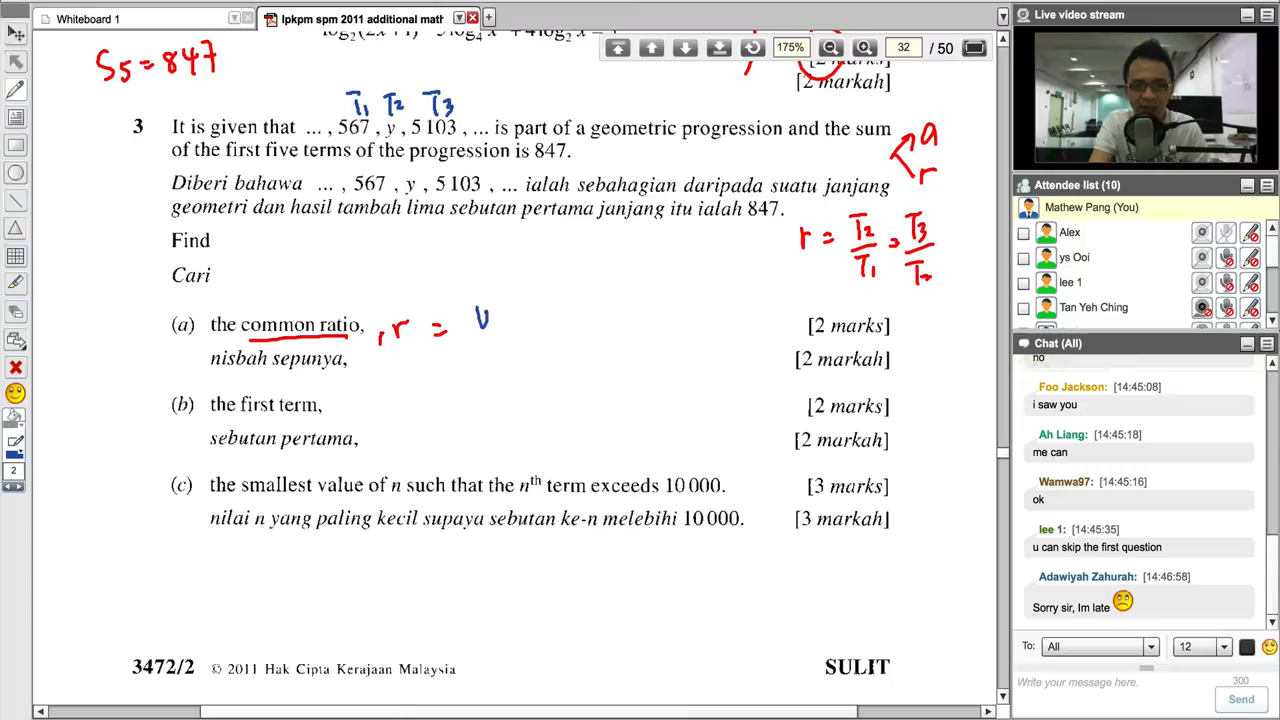 Whiteboard 1
lpkpm spm 2011 additional math
Live video stream
175%
32 / 50
S5 = 847
[2 marks]
[2 markah]
T1 T2 T3
3 It is given that ... , 567 , y , 5 103 , ... is part of a geometric progression and the sum
of the first five terms of the progression is 847.
Diberi bahawa ... , 567 , y , 5 103 , ... ialah sebahagian daripada suatu janjang
geometri dan hasil tambah lima sebutan pertama janjang itu ialah 847.
a
r
r = T2/T1 = T3/T2
Find
Cari
(a) the common ratio, , r = [2 marks]
nisbah sepunya, [2 markah]
(b) the first term, [2 marks]
sebutan pertama, [2 markah]
(c) the smallest value of n such that the nth term exceeds 10 000. [3 marks]
nilai n yang paling kecil supaya sebutan ke-n melebihi 10 000. [3 markah]
3472/2 © 2011 Hak Cipta Kerajaan Malaysia SULIT
2
Attendee list (10)
Mathew Pang (You)
Alex
ys Ooi
lee 1
Tan Yeh Ching
Chat (All)
no
Foo Jackson: [14:45:08]
i saw you
Ah Liang: [14:45:18]
me can
Wamwa97: [14:45:16]
ok
lee 1: [14:45:35]
u can skip the first question
Adawiyah Zahurah: [14:46:58]
Sorry sir, Im late
To: All 12
Write your message here. 300
Send